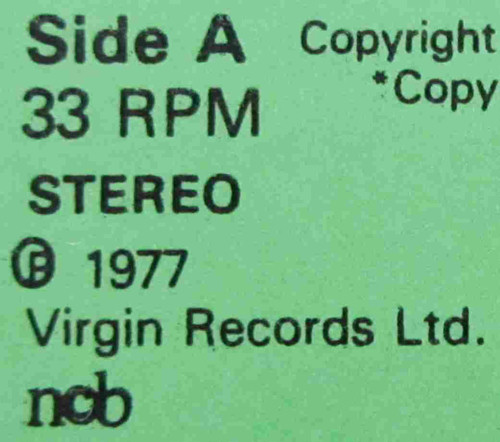 Side A Copyright
*Copy
33 RPM
STEREO
℗ 1977
Virgin Records Ltd.
ncb